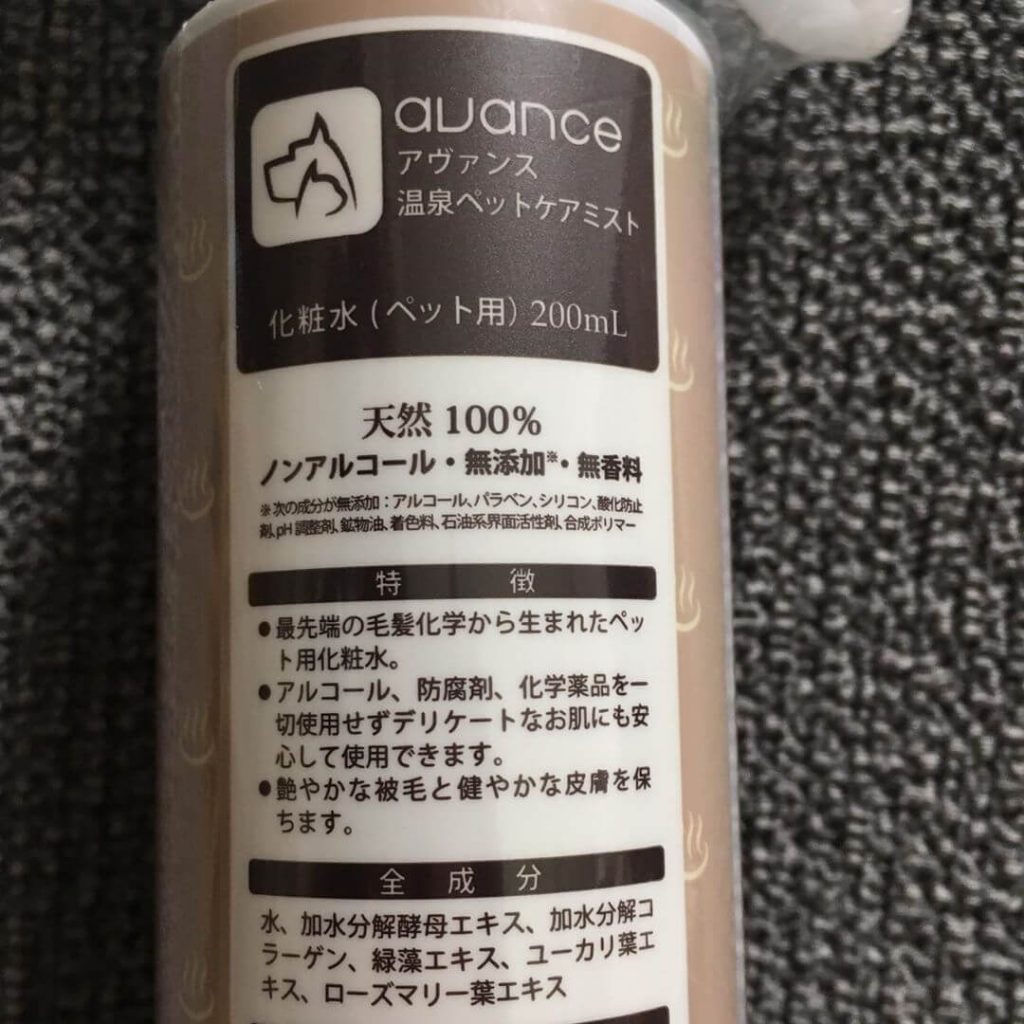 avance
アヴァンス
温泉ペットケアミスト
化粧水 (ペット用) 200mL
天然 100%
ノンアルコール・無添加※・無香料
※次の成分が無添加:アルコール、パラベン、シリコン、酸化防止
剤、pH 調整剤、鉱物油、着色料、石油系界面活性剤、合成ポリマー
特 徴
●最先端の毛髪化学から生まれたペッ
ト用化粧水。
●アルコール、防腐剤、化学薬品を一
切使用せずデリケートなお肌にも安
心して使用できます。
●艶やかな被毛と健やかな皮膚を保
ちます。
全 成 分
水、加水分解酵母エキス、加水分解コ
ラーゲン、緑藻エキス、ユーカリ葉エ
キス、ローズマリー葉エキス